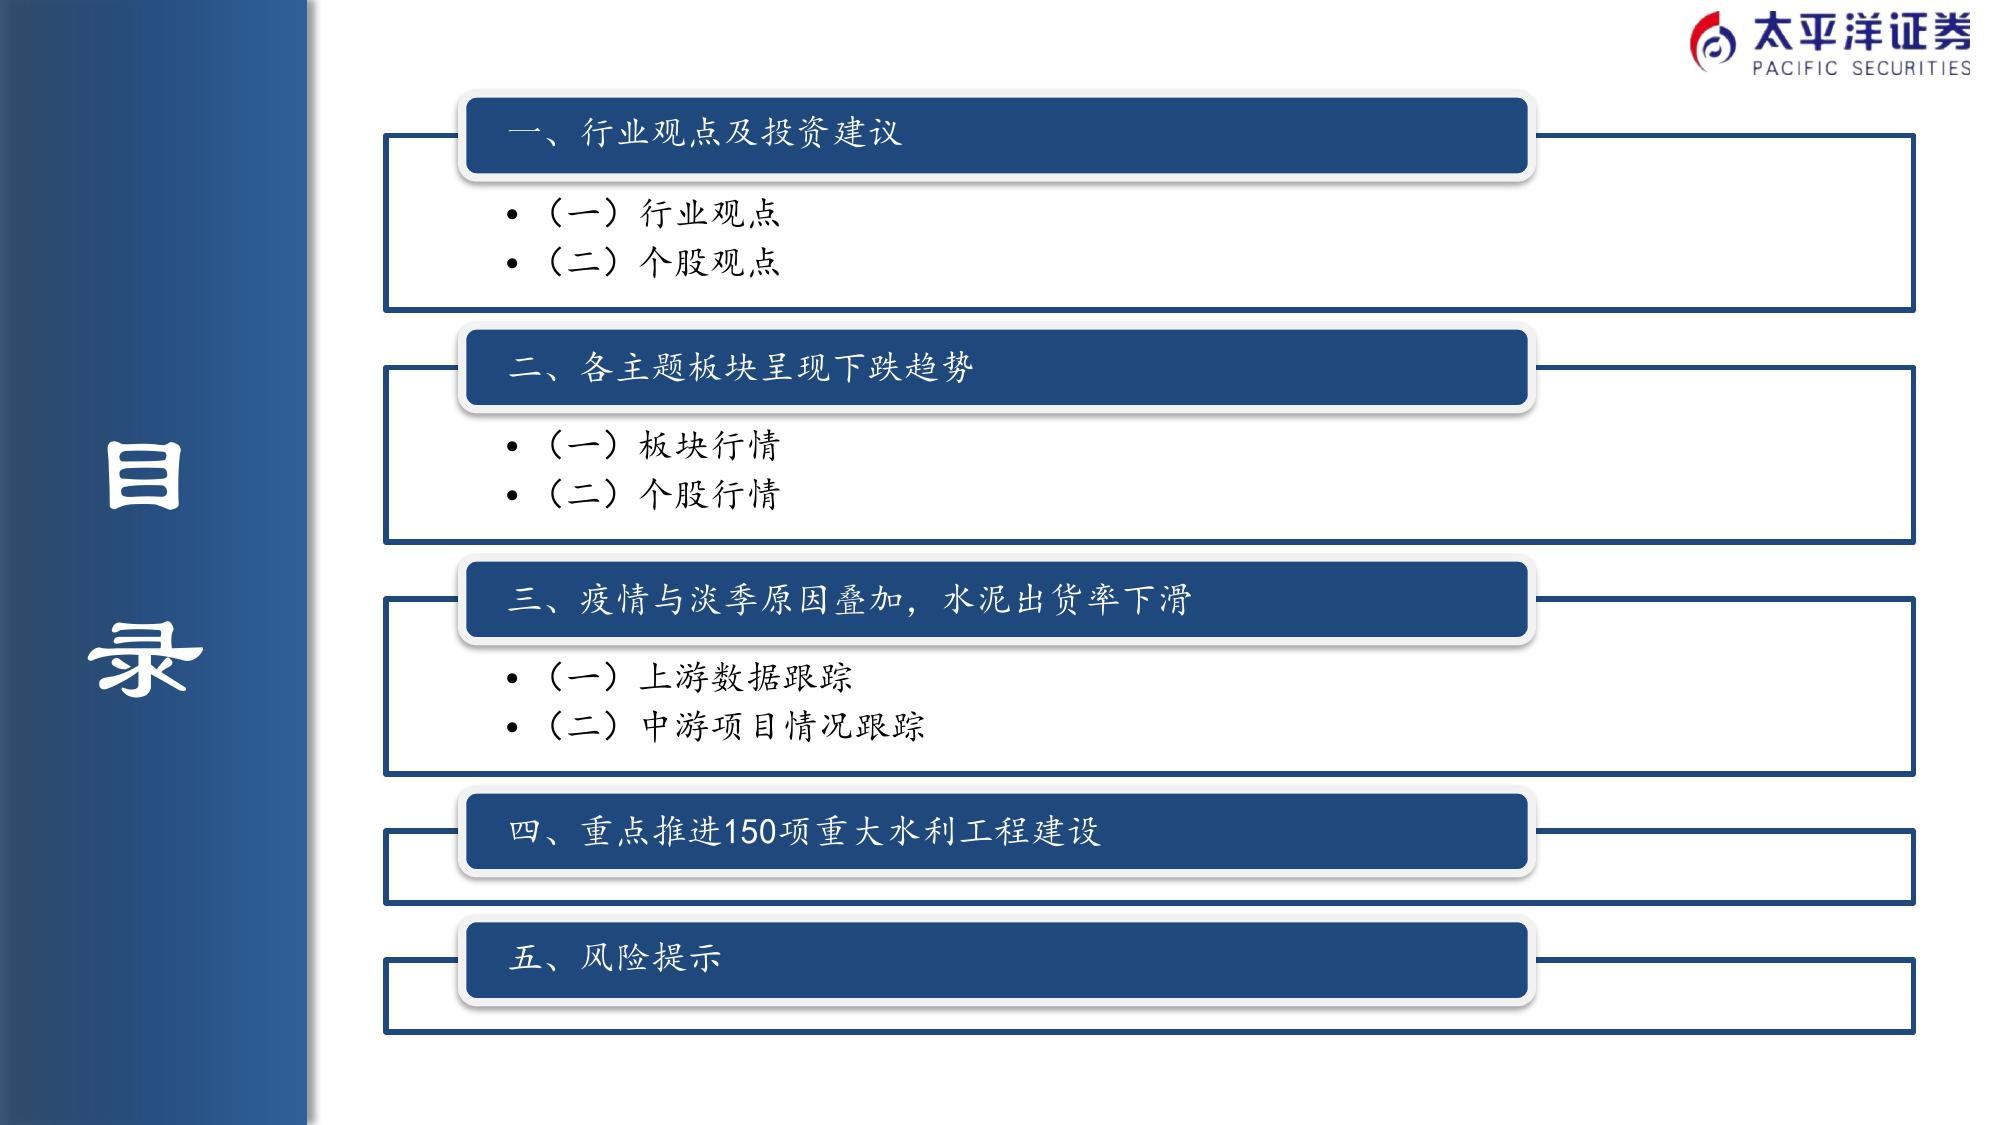 太平洋证券
PACIFIC SECURITIES
目
录
一、行业观点及投资建议
•（一）行业观点
•（二）个股观点
二、各主题板块呈现下跌趋势
•（一）板块行情
•（二）个股行情
三、疫情与淡季原因叠加，水泥出货率下滑
•（一）上游数据跟踪
•（二）中游项目情况跟踪
四、重点推进150项重大水利工程建设
五、风险提示